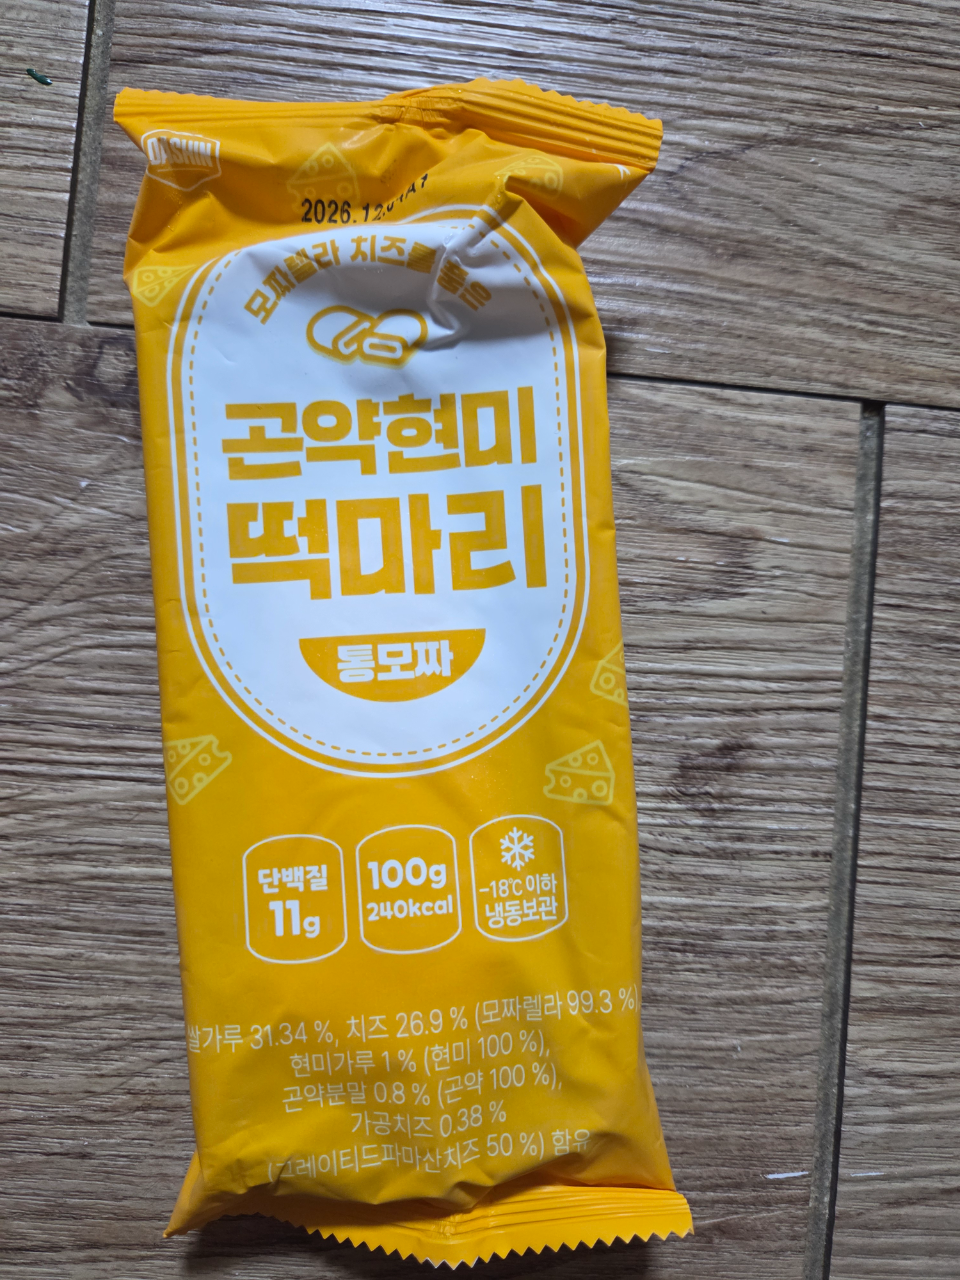 DAISHIN
2026.12
모짜렐라 치즈를 품은
곤약현미
떡마리
통모짜
단백질
11g
100g
240kcal
-18℃ 이하
냉동보관
쌀가루 31.34 %, 치즈 26.9 % (모짜렐라 99.3 %),
현미가루 1 % (현미 100 %),
곤약분말 0.8 % (곤약 100 %),
가공치즈 0.38 %
(그레이티드파마산치즈 50 %) 함유